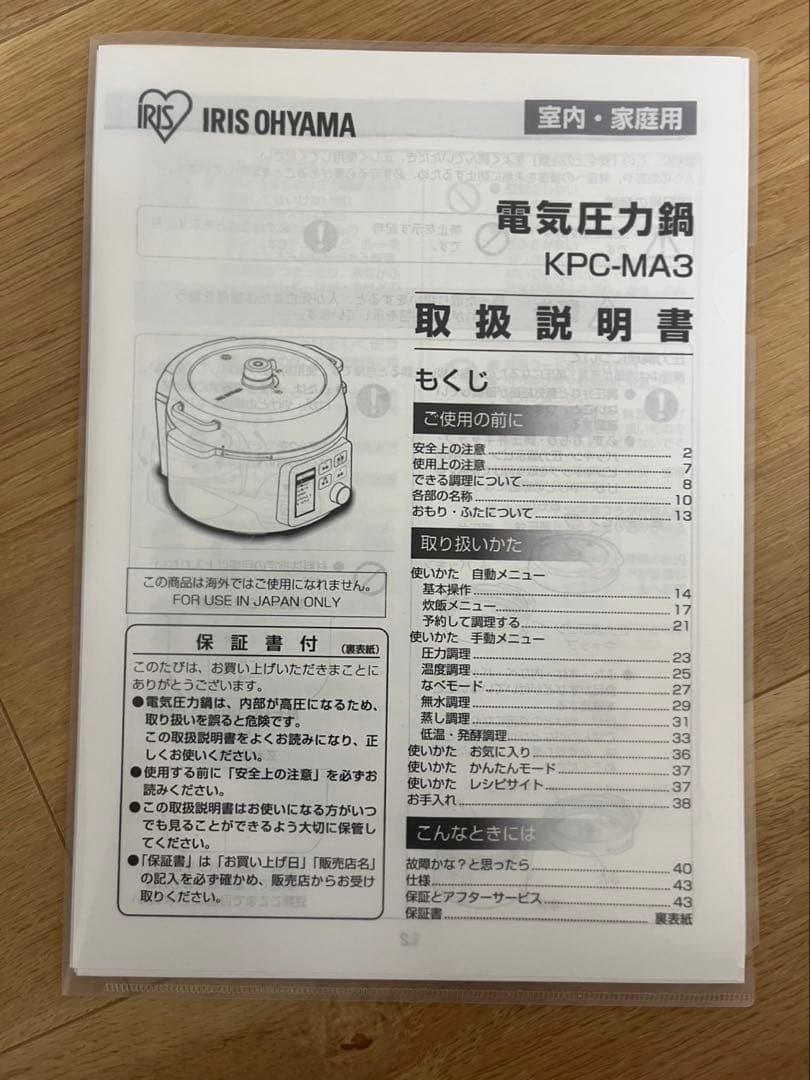 IRIS IRIS OHYAMA
室内・家庭用
電気圧力鍋
KPC-MA3
取扱説明書
もくじ
ご使用の前に
安全上の注意 2
使用上の注意 7
できる調理について 8
各部の名称 10
おもり・ふたについて 13
取り扱いかた
使いかた 自動メニュー
基本操作 14
炊飯メニュー 17
予約して調理する 21
使いかた 手動メニュー
圧力調理 23
温度調理 25
なべモード 27
無水調理 29
蒸し調理 31
低温・発酵調理 33
使いかた お気に入り 36
使いかた かんたんモード 37
使いかた レシピサイト 37
お手入れ 38
こんなときには
故障かな?と思ったら 40
仕様 43
保証とアフターサービス 43
保証書 裏表紙
この商品は海外ではご使用になれません。
FOR USE IN JAPAN ONLY
保証書付(裏表紙)
このたびは、お買い上げいただきまことに
ありがとうございます。
●電気圧力鍋は、内部が高圧になるため、
取り扱いを誤ると危険です。
この取扱説明書をよくお読みになり、正
しくお使いください。
●使用する前に「安全上の注意」を必ずお
読みください。
●この取扱説明書はお使いになる方がいつ
でも見ることができるよう大切に保管し
てください。
●「保証書」は「お買い上げ日」「販売店名」
の記入を必ず確かめ、販売店からお受け
取りください。